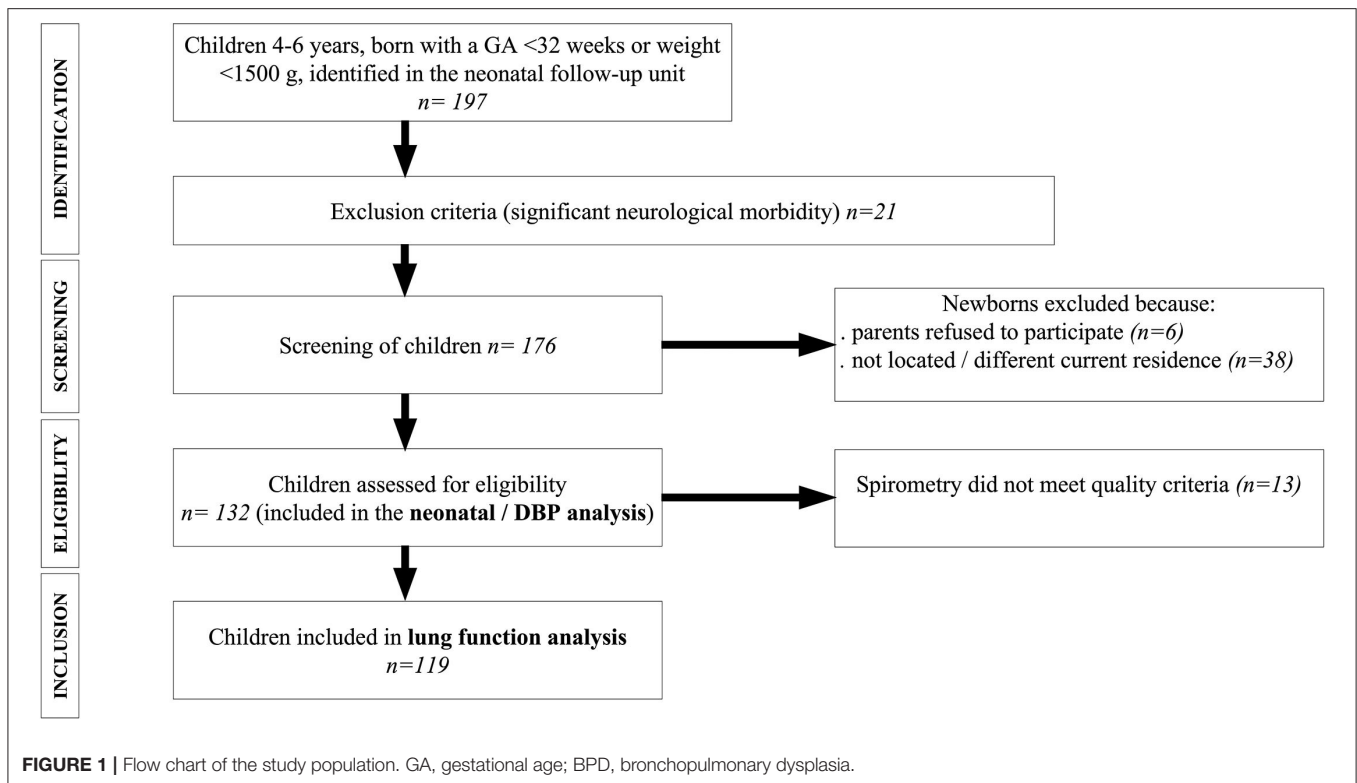 IDENTIFICATION
Children 4-6 years, born with a GA <32 weeks or weight
<1500 g, identified in the neonatal follow-up unit
n= 197
Exclusion criteria (significant neurological morbidity) n=21
SCREENING
Screening of children n= 176
Newborns excluded because:
. parents refused to participate (n=6)
. not located / different current residence (n=38)
ELIGIBILITY
Children assessed for eligibility
n= 132 (included in the neonatal / DBP analysis)
Spirometry did not meet quality criteria (n=13)
INCLUSION
Children included in lung function analysis
n=119
FIGURE 1 | Flow chart of the study population. GA, gestational age; BPD, bronchopulmonary dysplasia.